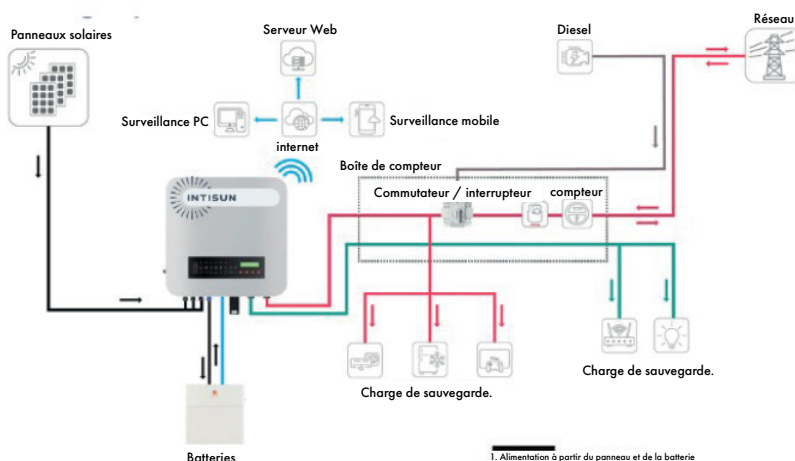 Réseau
Serveur Web
Diesel
Panneaux solaires
Surveillance PC
Surveillance mobile
internet
Boîte de compteur
Commutateur / interrupteur
compteur
INTISUN
Charge de sauvegarde.
Charge de sauvegarde.
Batteries
1. Alimentation à partir du panneau et de la batterie